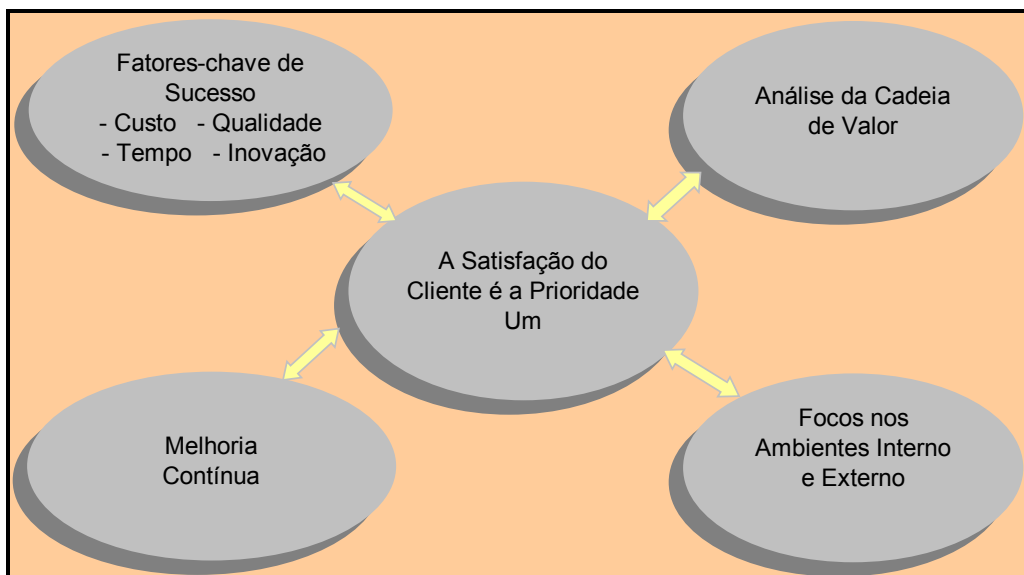 Fatores-chave de
Sucesso
- Custo - Qualidade
- Tempo - Inovação
Análise da Cadeia
de Valor
A Satisfação do
Cliente é a Prioridade
Um
Melhoria
Contínua
Focos nos
Ambientes Interno
e Externo